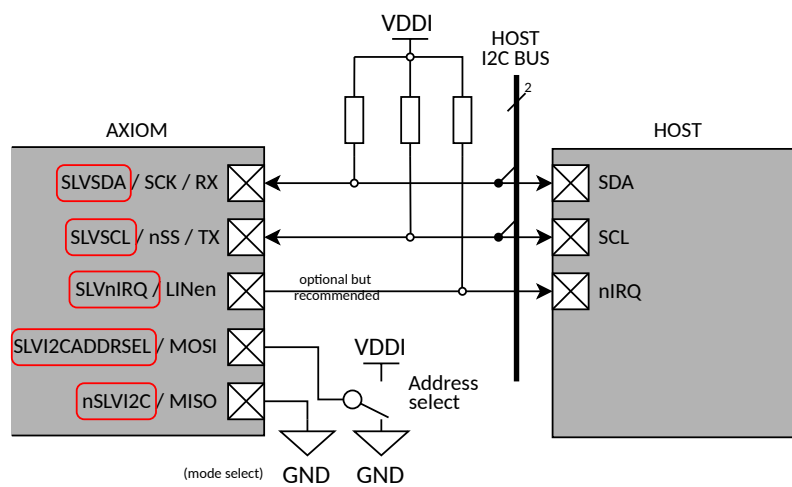 VDDI
HOST
I2C BUS
2
AXIOM
HOST
SLVSDA / SCK / RX
SDA
SLVSCL / nSS / TX
SCL
SLVnIRQ / LINen
optional but
recommended
nIRQ
SLVI2CADDRSEL / MOSI
VDDI
Address
select
nSLVI2C / MISO
(mode select)
GND
GND